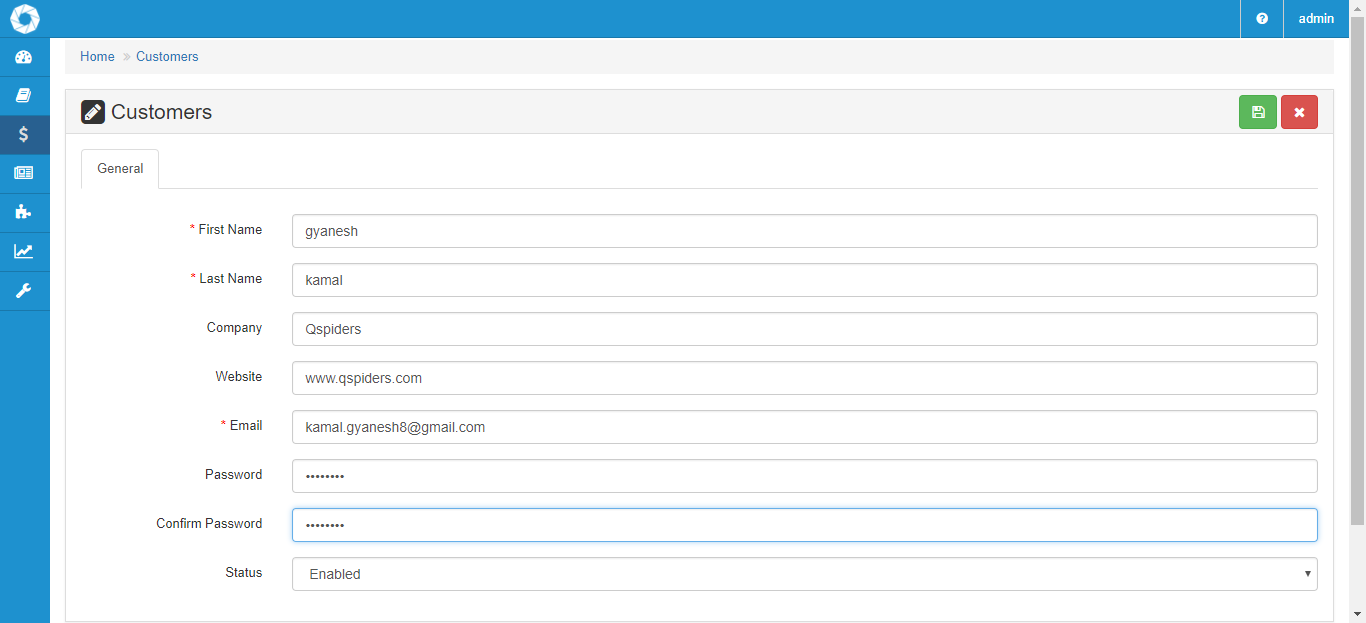 admin
Home » Customers
Customers
General
* First Name gyanesh
* Last Name kamal
Company Qspiders
Website www.qspiders.com
* Email kamal.gyanesh8@gmail.com
Password ••••••••
Confirm Password ••••••••
Status Enabled